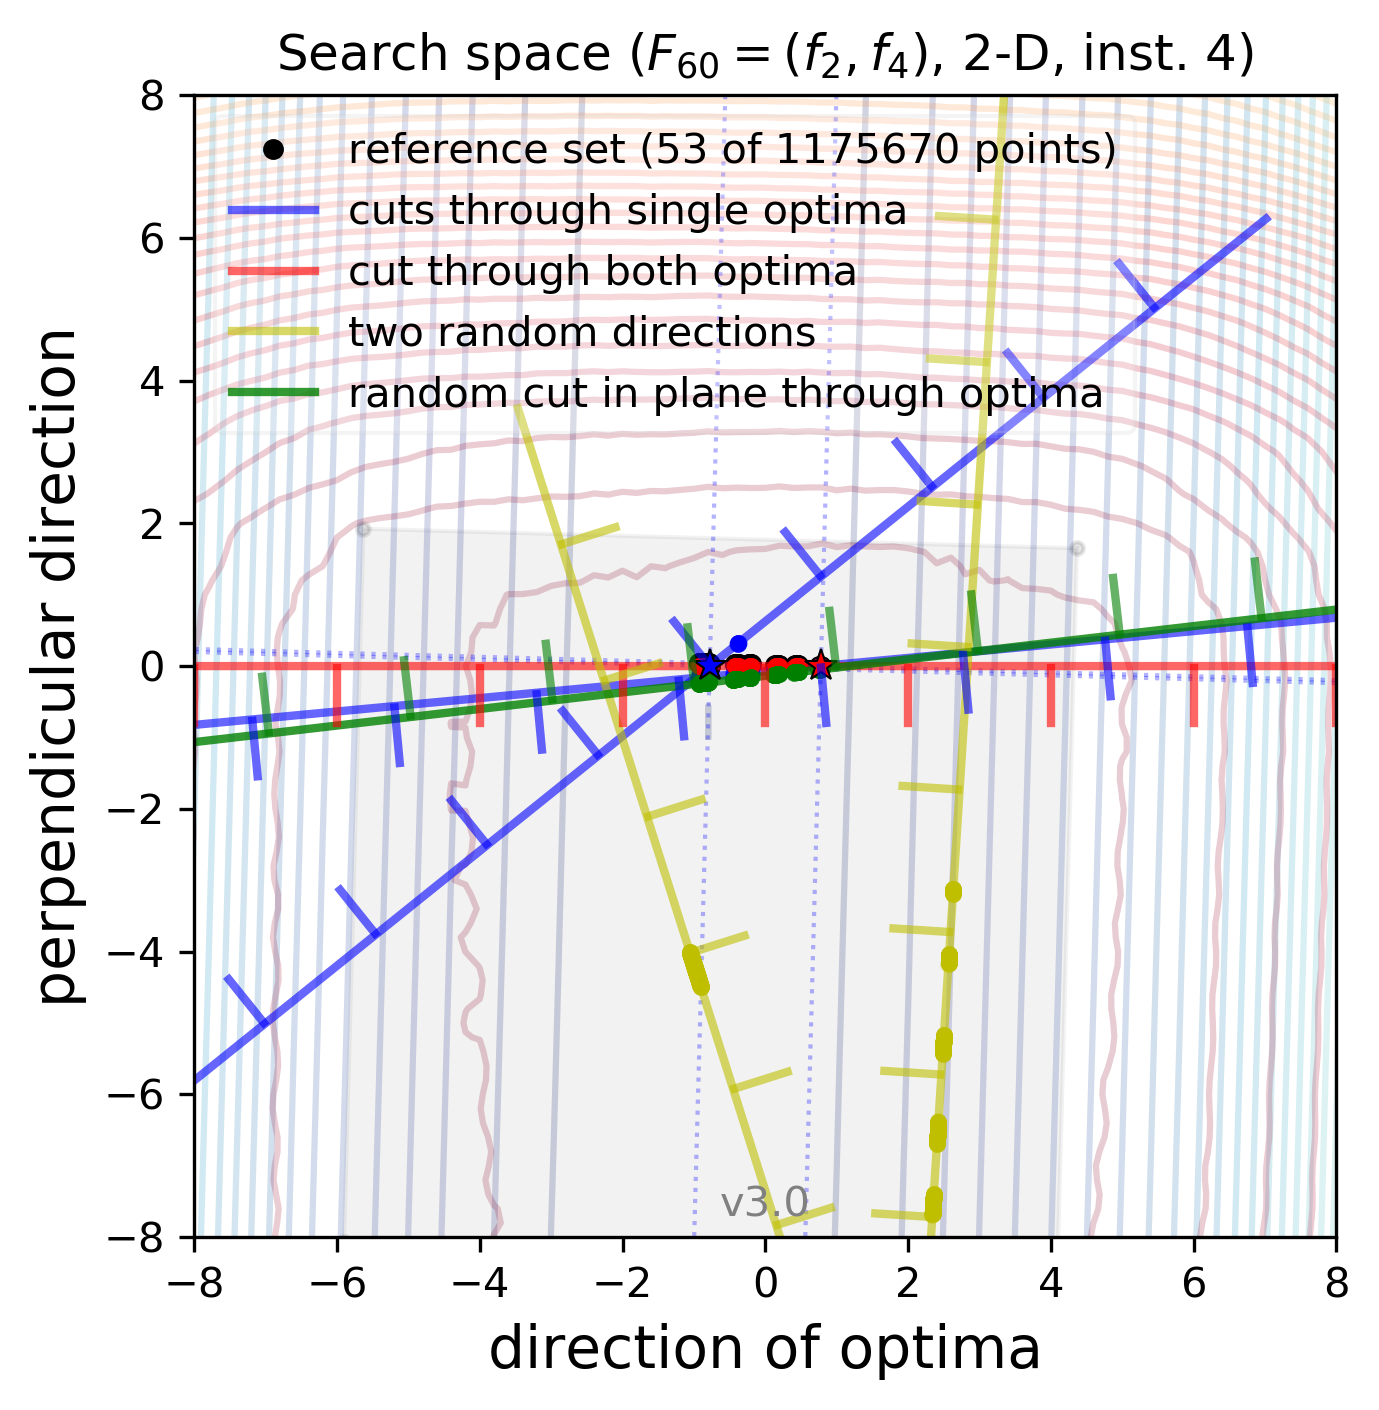 Search space ($F_{60} = (f_2, f_4)$, 2-D, inst. 4)
8
reference set (53 of 1175670 points)
cuts through single optima
6
cut through both optima
two random directions
4
random cut in plane through optima
2
0
−2
−4
−6
−8
perpendicular direction
v3.0
−8 −6 −4 −2 0 2 4 6 8
direction of optima